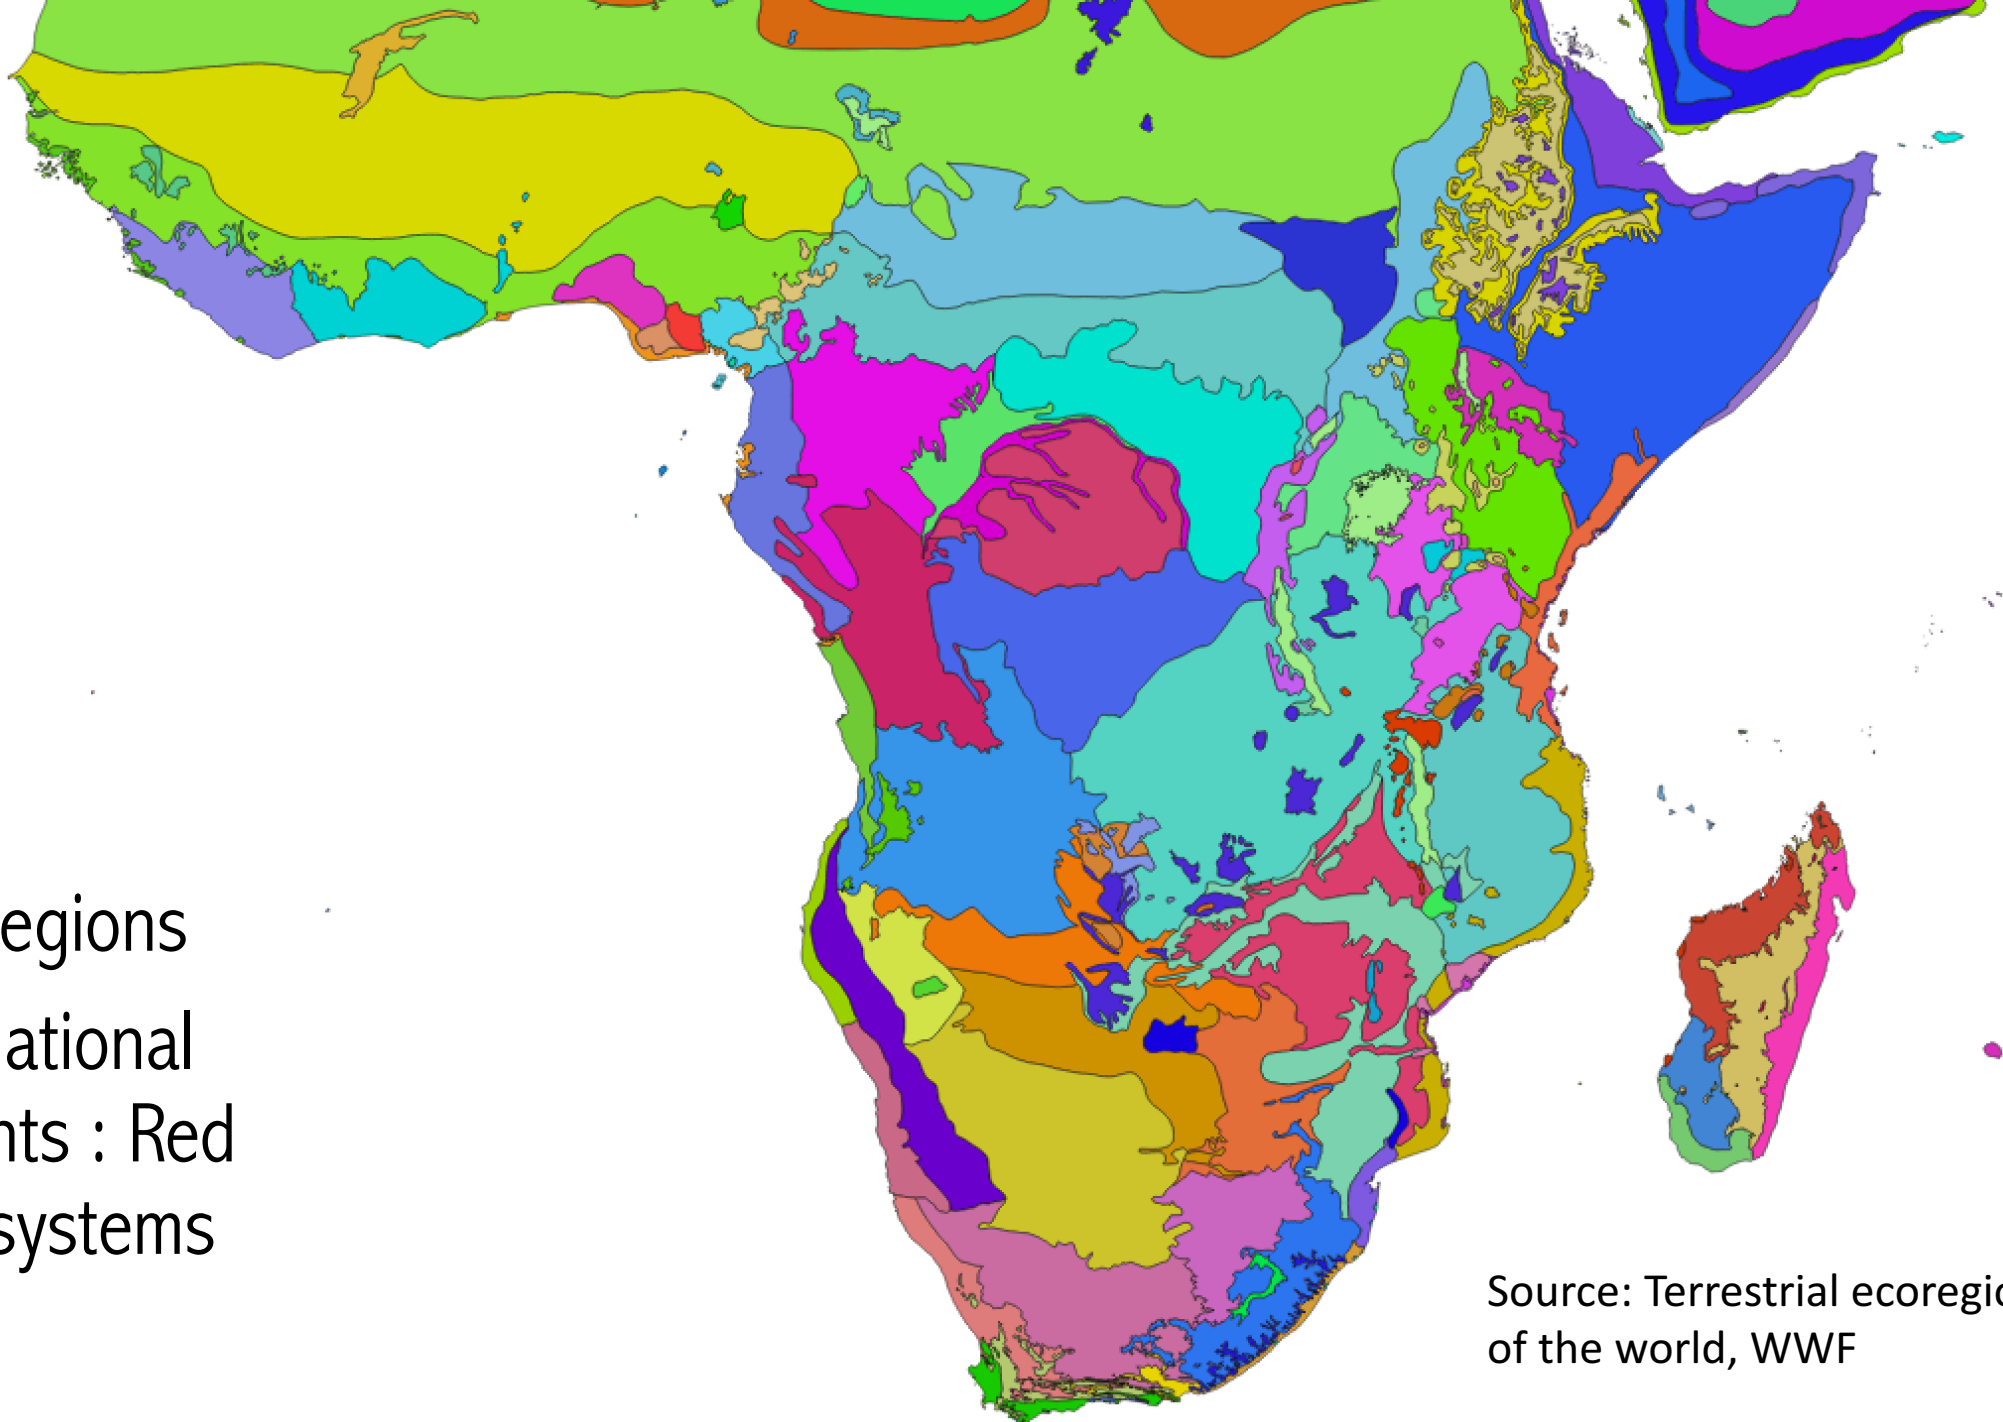 egions
ational
nts : Red
systems
Source: Terrestrial ecoregio
of the world, WWF